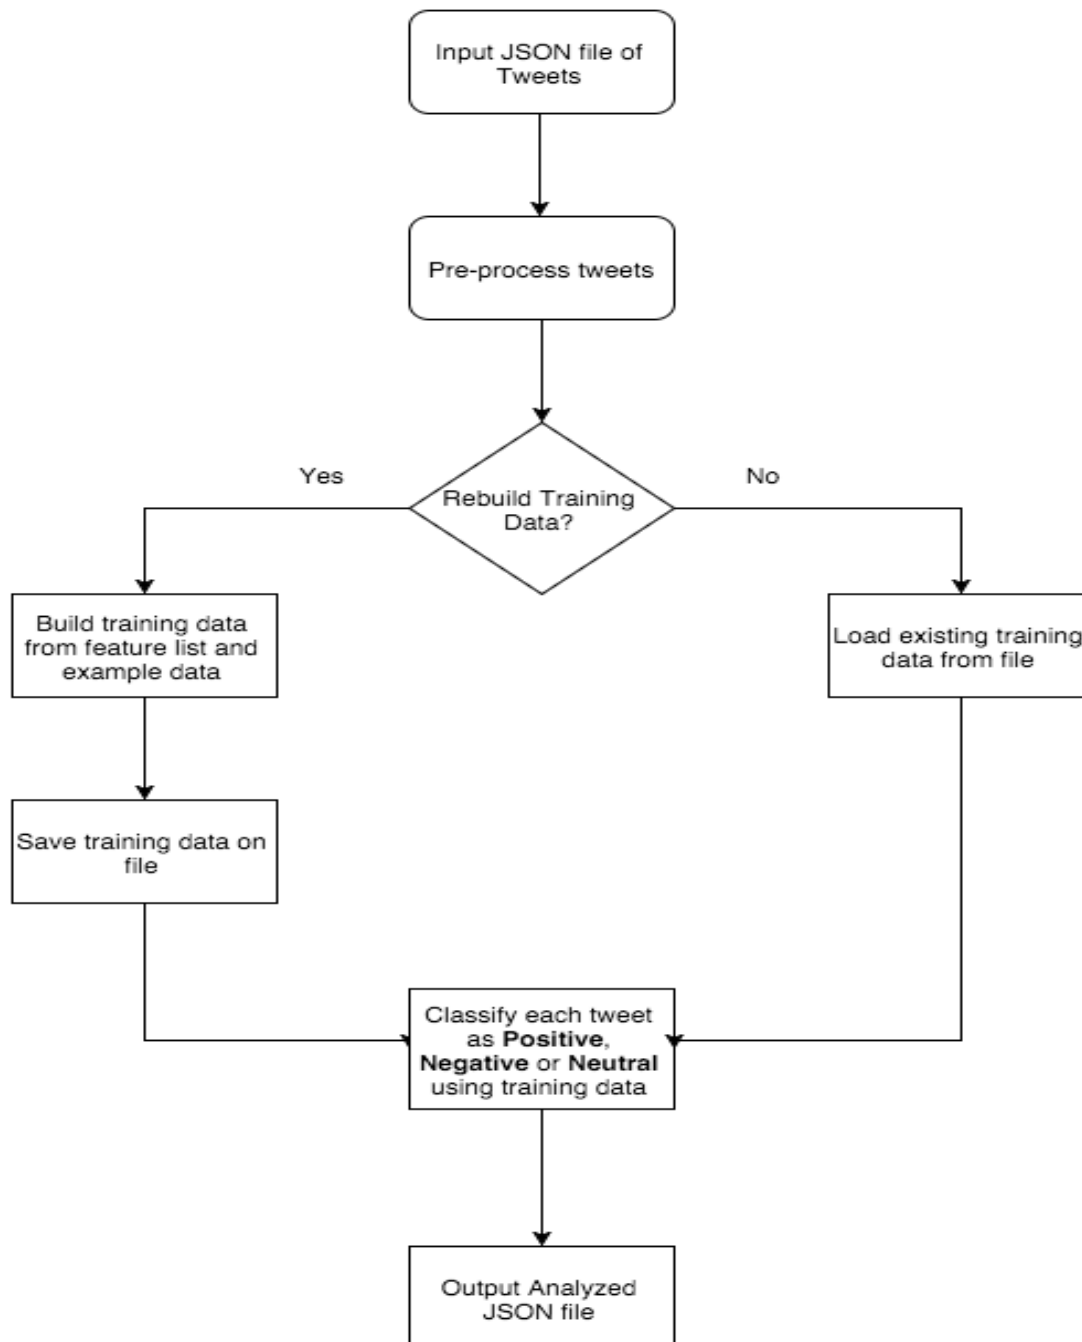 Input JSON file of
Tweets
Pre-process tweets
Yes
No
Rebuild Training
Data?
Build training data
from feature list and
example data
Load existing training
data from file
Save training data on
file
Classify each tweet
as Positive,
Negative or Neutral
using training data
Output Analyzed
JSON file